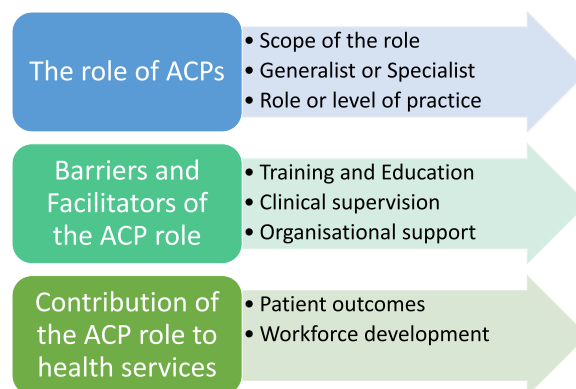 The role of ACPs
• Scope of the role
• Generalist or Specialist
• Role or level of practice
Barriers and
Facilitators of
the ACP role
• Training and Education
• Clinical supervision
• Organisational support
Contribution of
the ACP role to
health services
• Patient outcomes
• Workforce development